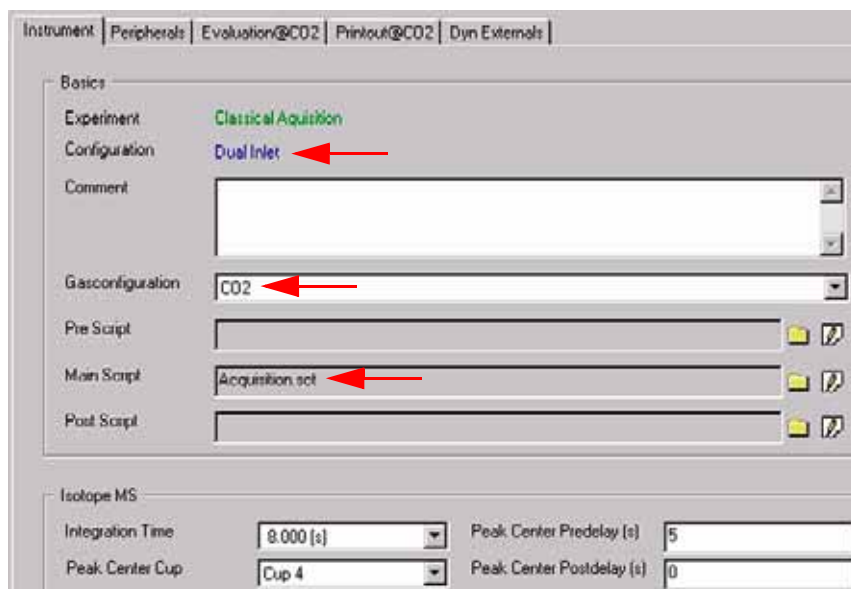 Instrument Peripherals Evaluation@CO2 Printout@CO2 Dyn Externals
Basics
Experiment Classical Aquisition
Configuration Dual Inlet
Comment
Gasconfiguration CO2
Pre Script
Main Script Acquisition.sct
Post Script
Isotope MS
Integration Time 8.000 (s) Peak Center Predelay (s) 5
Peak Center Cup Cup 4 Peak Center Postdelay (s) 0